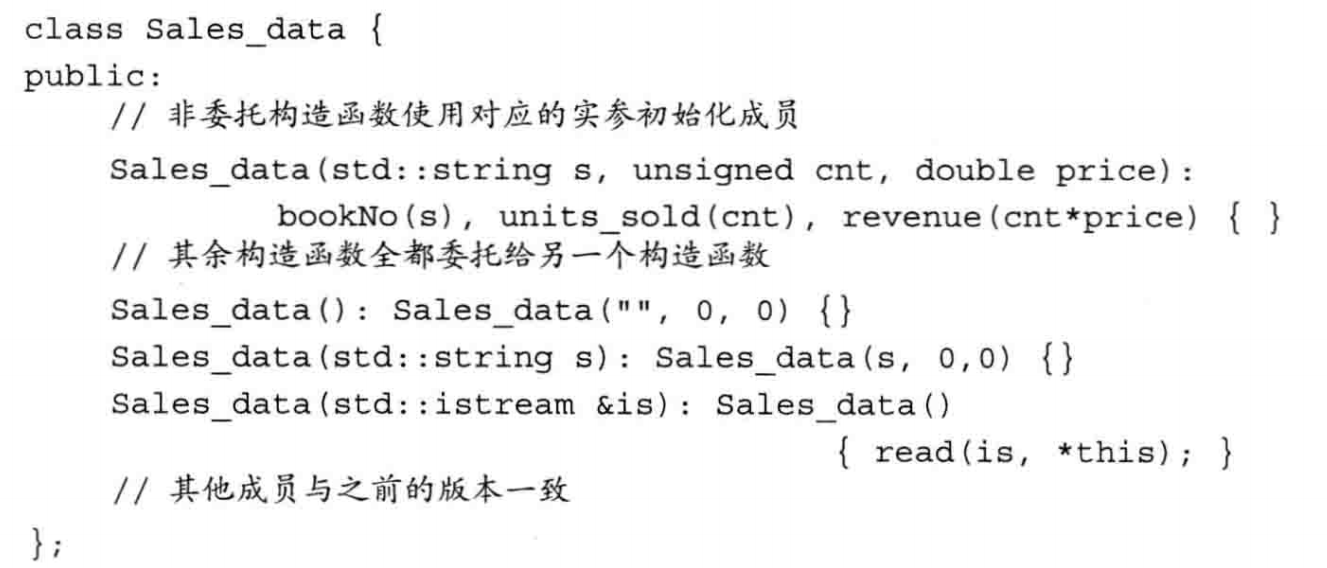 class Sales_data {
public:
// 非委托构造函数使用对应的实参初始化成员
Sales_data(std::string s, unsigned cnt, double price):
bookNo(s), units_sold(cnt), revenue(cnt*price) { }
// 其余构造函数全都委托给另一个构造函数
Sales_data(): Sales_data("", 0, 0) {}
Sales_data(std::string s): Sales_data(s, 0,0) {}
Sales_data(std::istream &is): Sales_data()
{ read(is, *this); }
// 其他成员与之前的版本一致
};